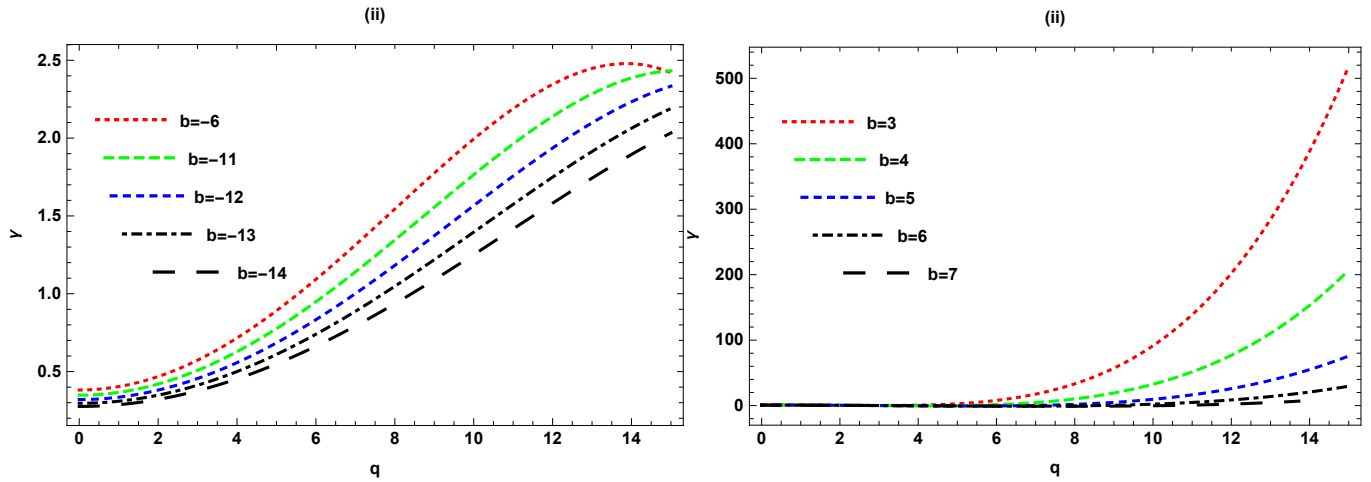 (ii)
2.5
2.0
1.5
1.0
0.5
γ
b=−6
b=−11
b=−12
b=−13
b=−14
0 2 4 6 8 10 12 14
q
(ii)
500
400
300
200
100
0
γ
b=3
b=4
b=5
b=6
b=7
0 2 4 6 8 10 12 14
q